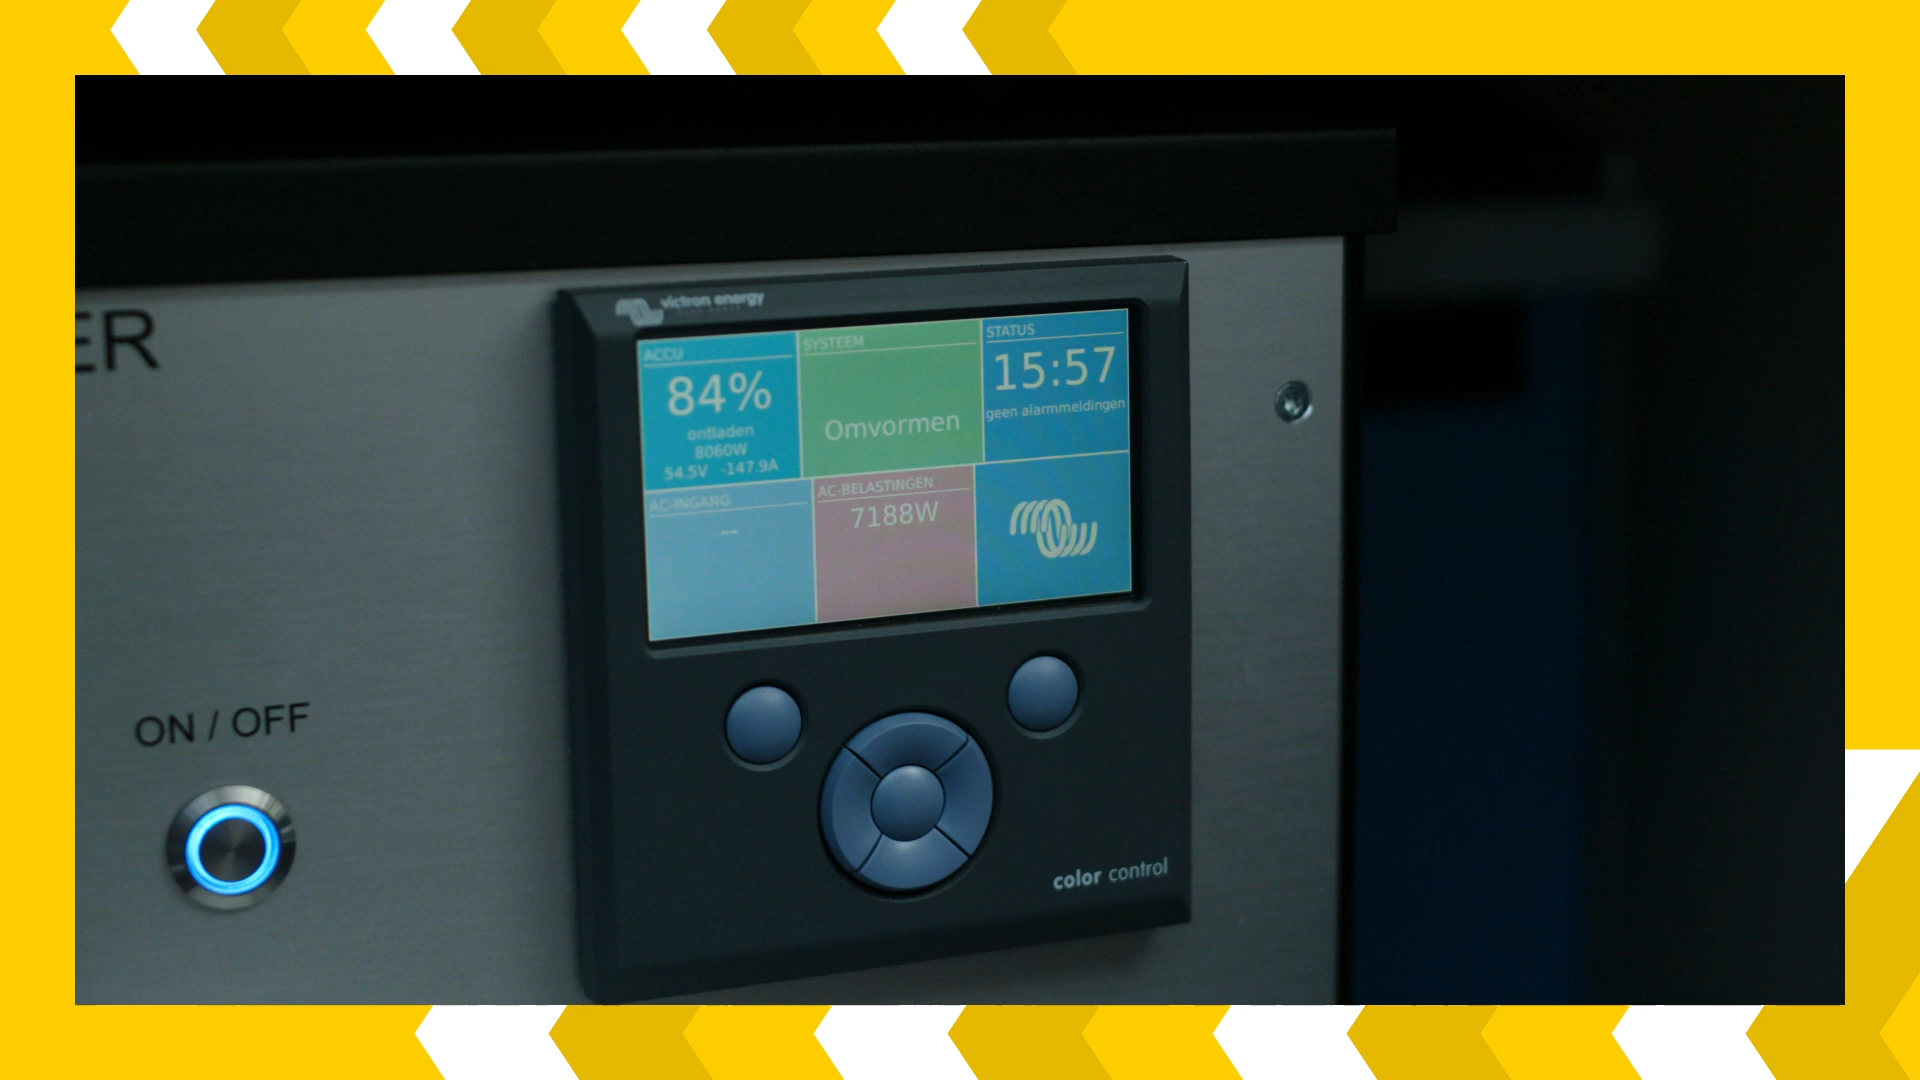 ER
victron energy
ACCU
84%
ontladen
8060W
54.5V -147.9A
SYSTEEM
Omvormen
STATUS
15:57
geen alarmmeldingen
AC-INGANG
--
AC-BELASTINGEN
7188W
ON / OFF
color control